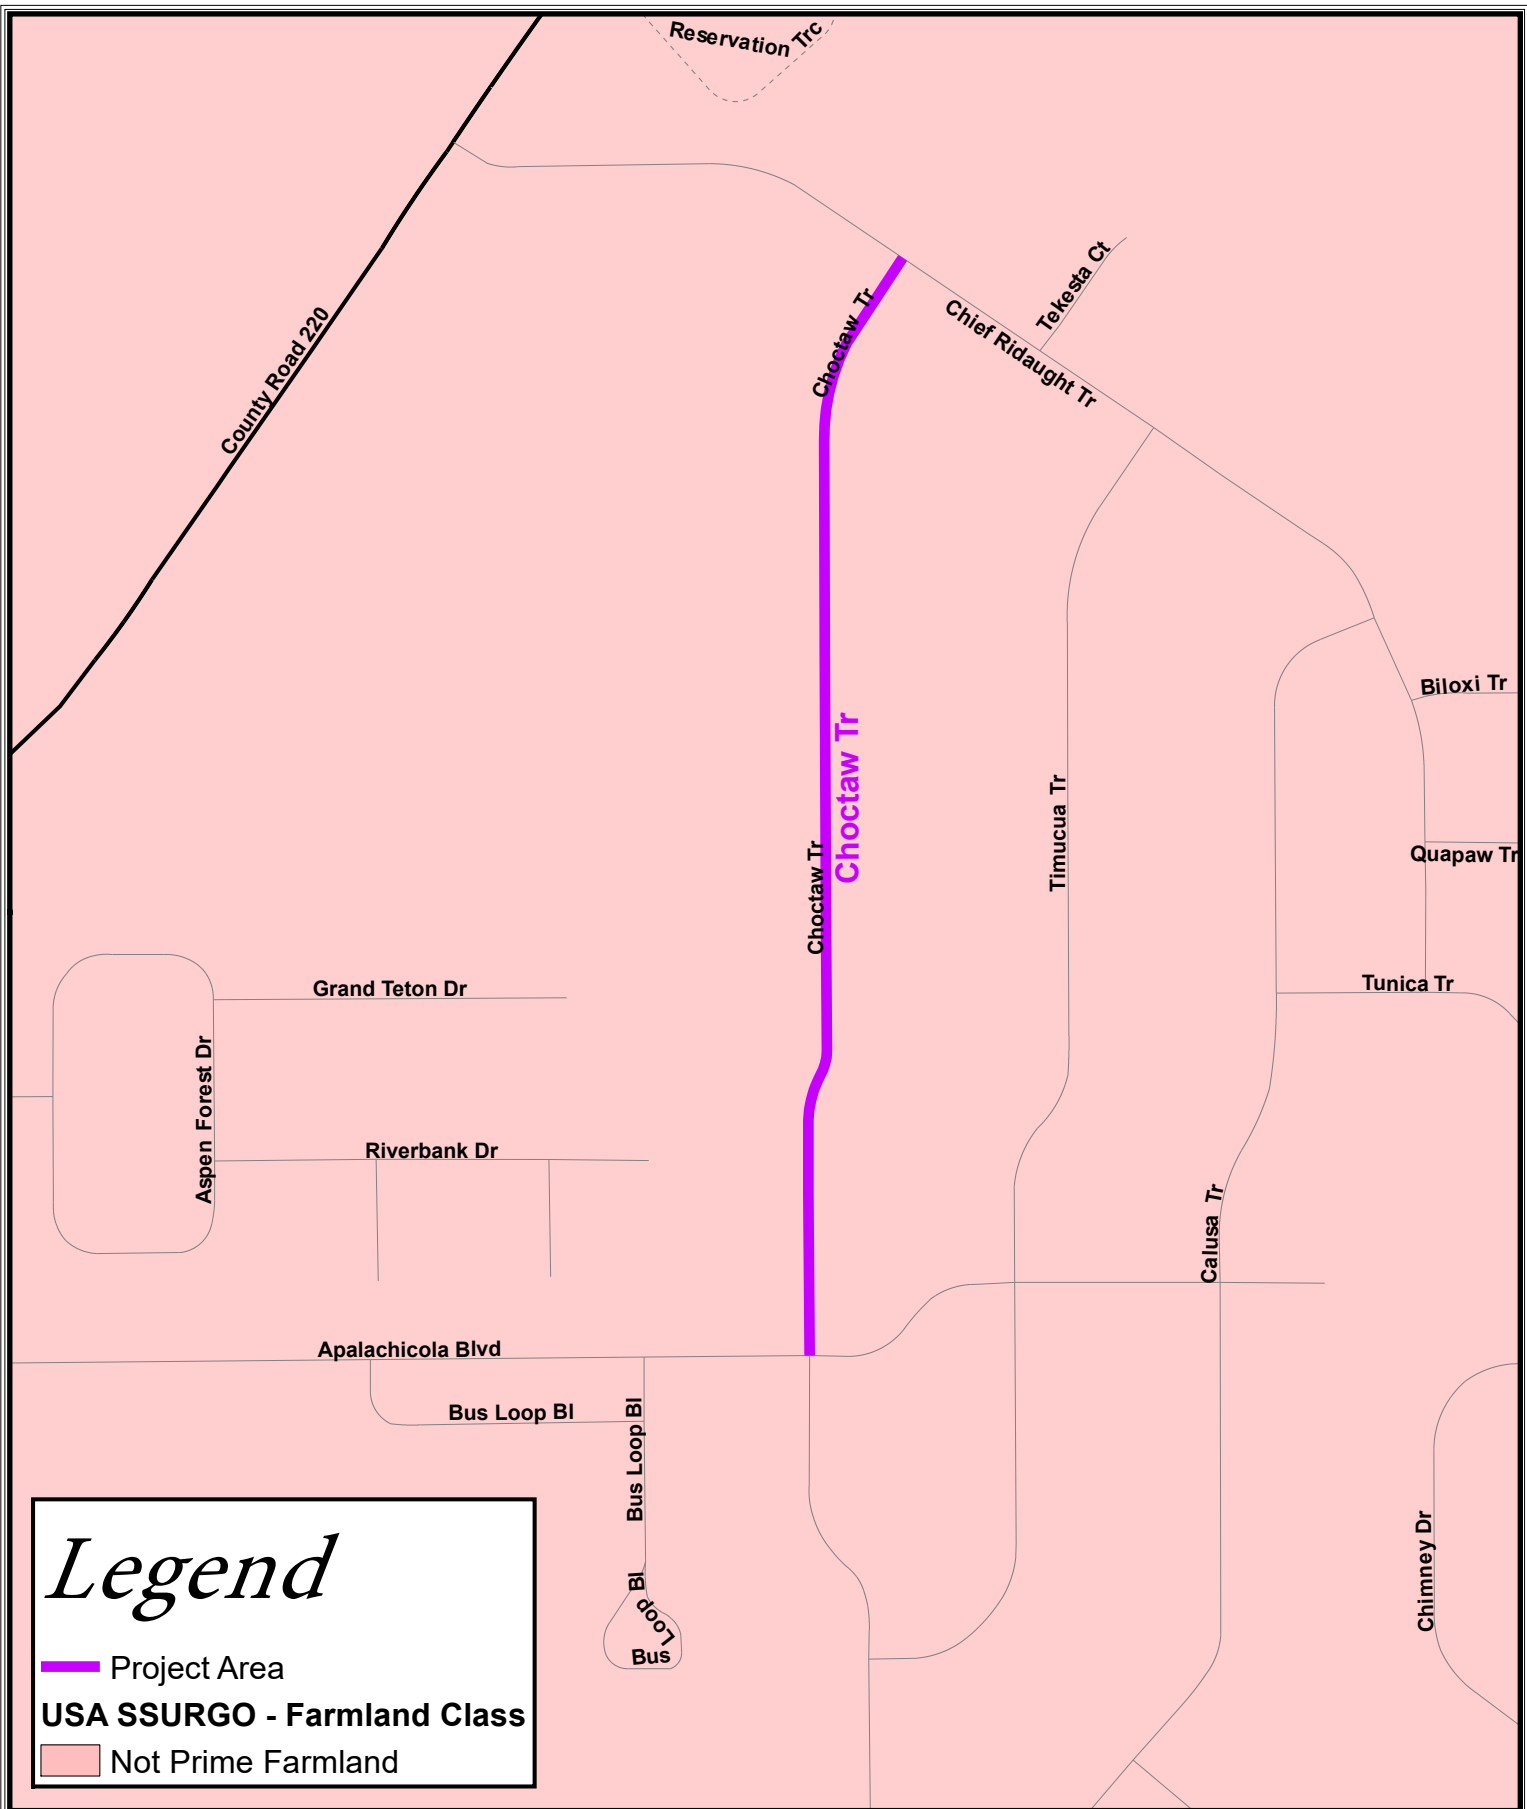 Reservation Trc
County Road 220
Tekesta Ct
Chief Ridaught Tr
Choctaw Tr
Biloxi Tr
Choctaw Tr
Timucua Tr
Quapaw Tr
Choctaw Tr
Tunica Tr
Grand Teton Dr
Aspen Forest Dr
Riverbank Dr
Calusa Tr
Apalachicola Blvd
Bus Loop Bl
Bus Loop Bl
Chimney Dr
Bus Loop Bl
Legend
Project Area
USA SSURGO - Farmland Class
Not Prime Farmland